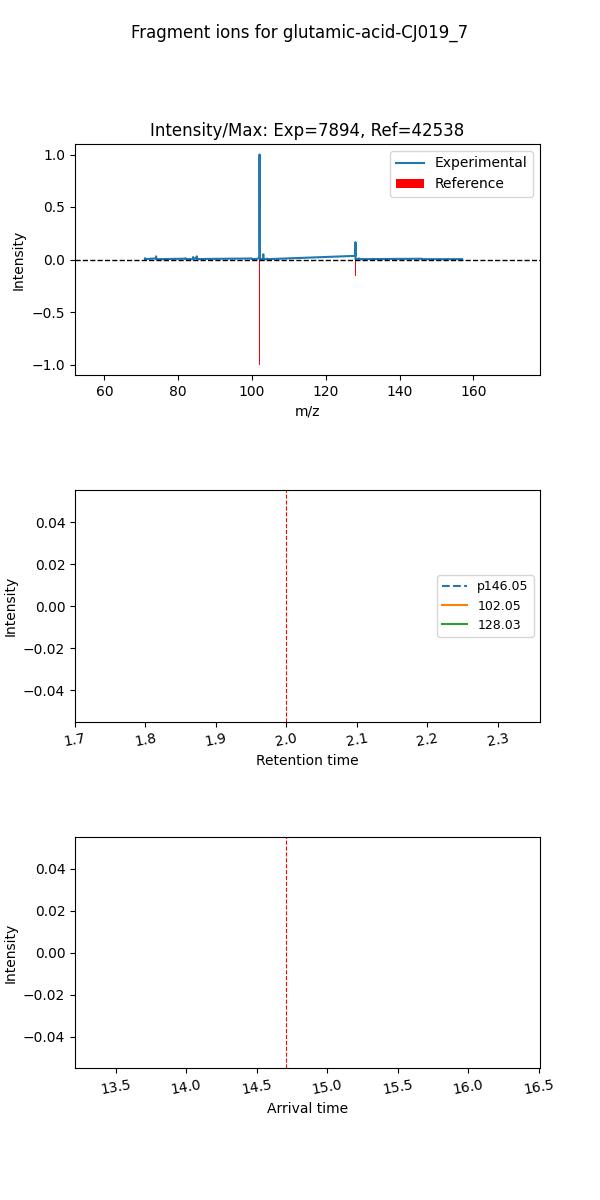 Fragment ions for glutamic-acid-CJ019_7
Intensity/Max: Exp=7894, Ref=42538
Experimental
Reference
1.0
0.5
0.0
−0.5
−1.0
Intensity
60 80 100 120 140 160
m/z
p146.05
102.05
128.03
0.04
0.02
0.00
−0.02
−0.04
Intensity
1.7 1.8 1.9 2.0 2.1 2.2 2.3
Retention time
0.04
0.02
0.00
−0.02
−0.04
Intensity
13.5 14.0 14.5 15.0 15.5 16.0 16.5
Arrival time